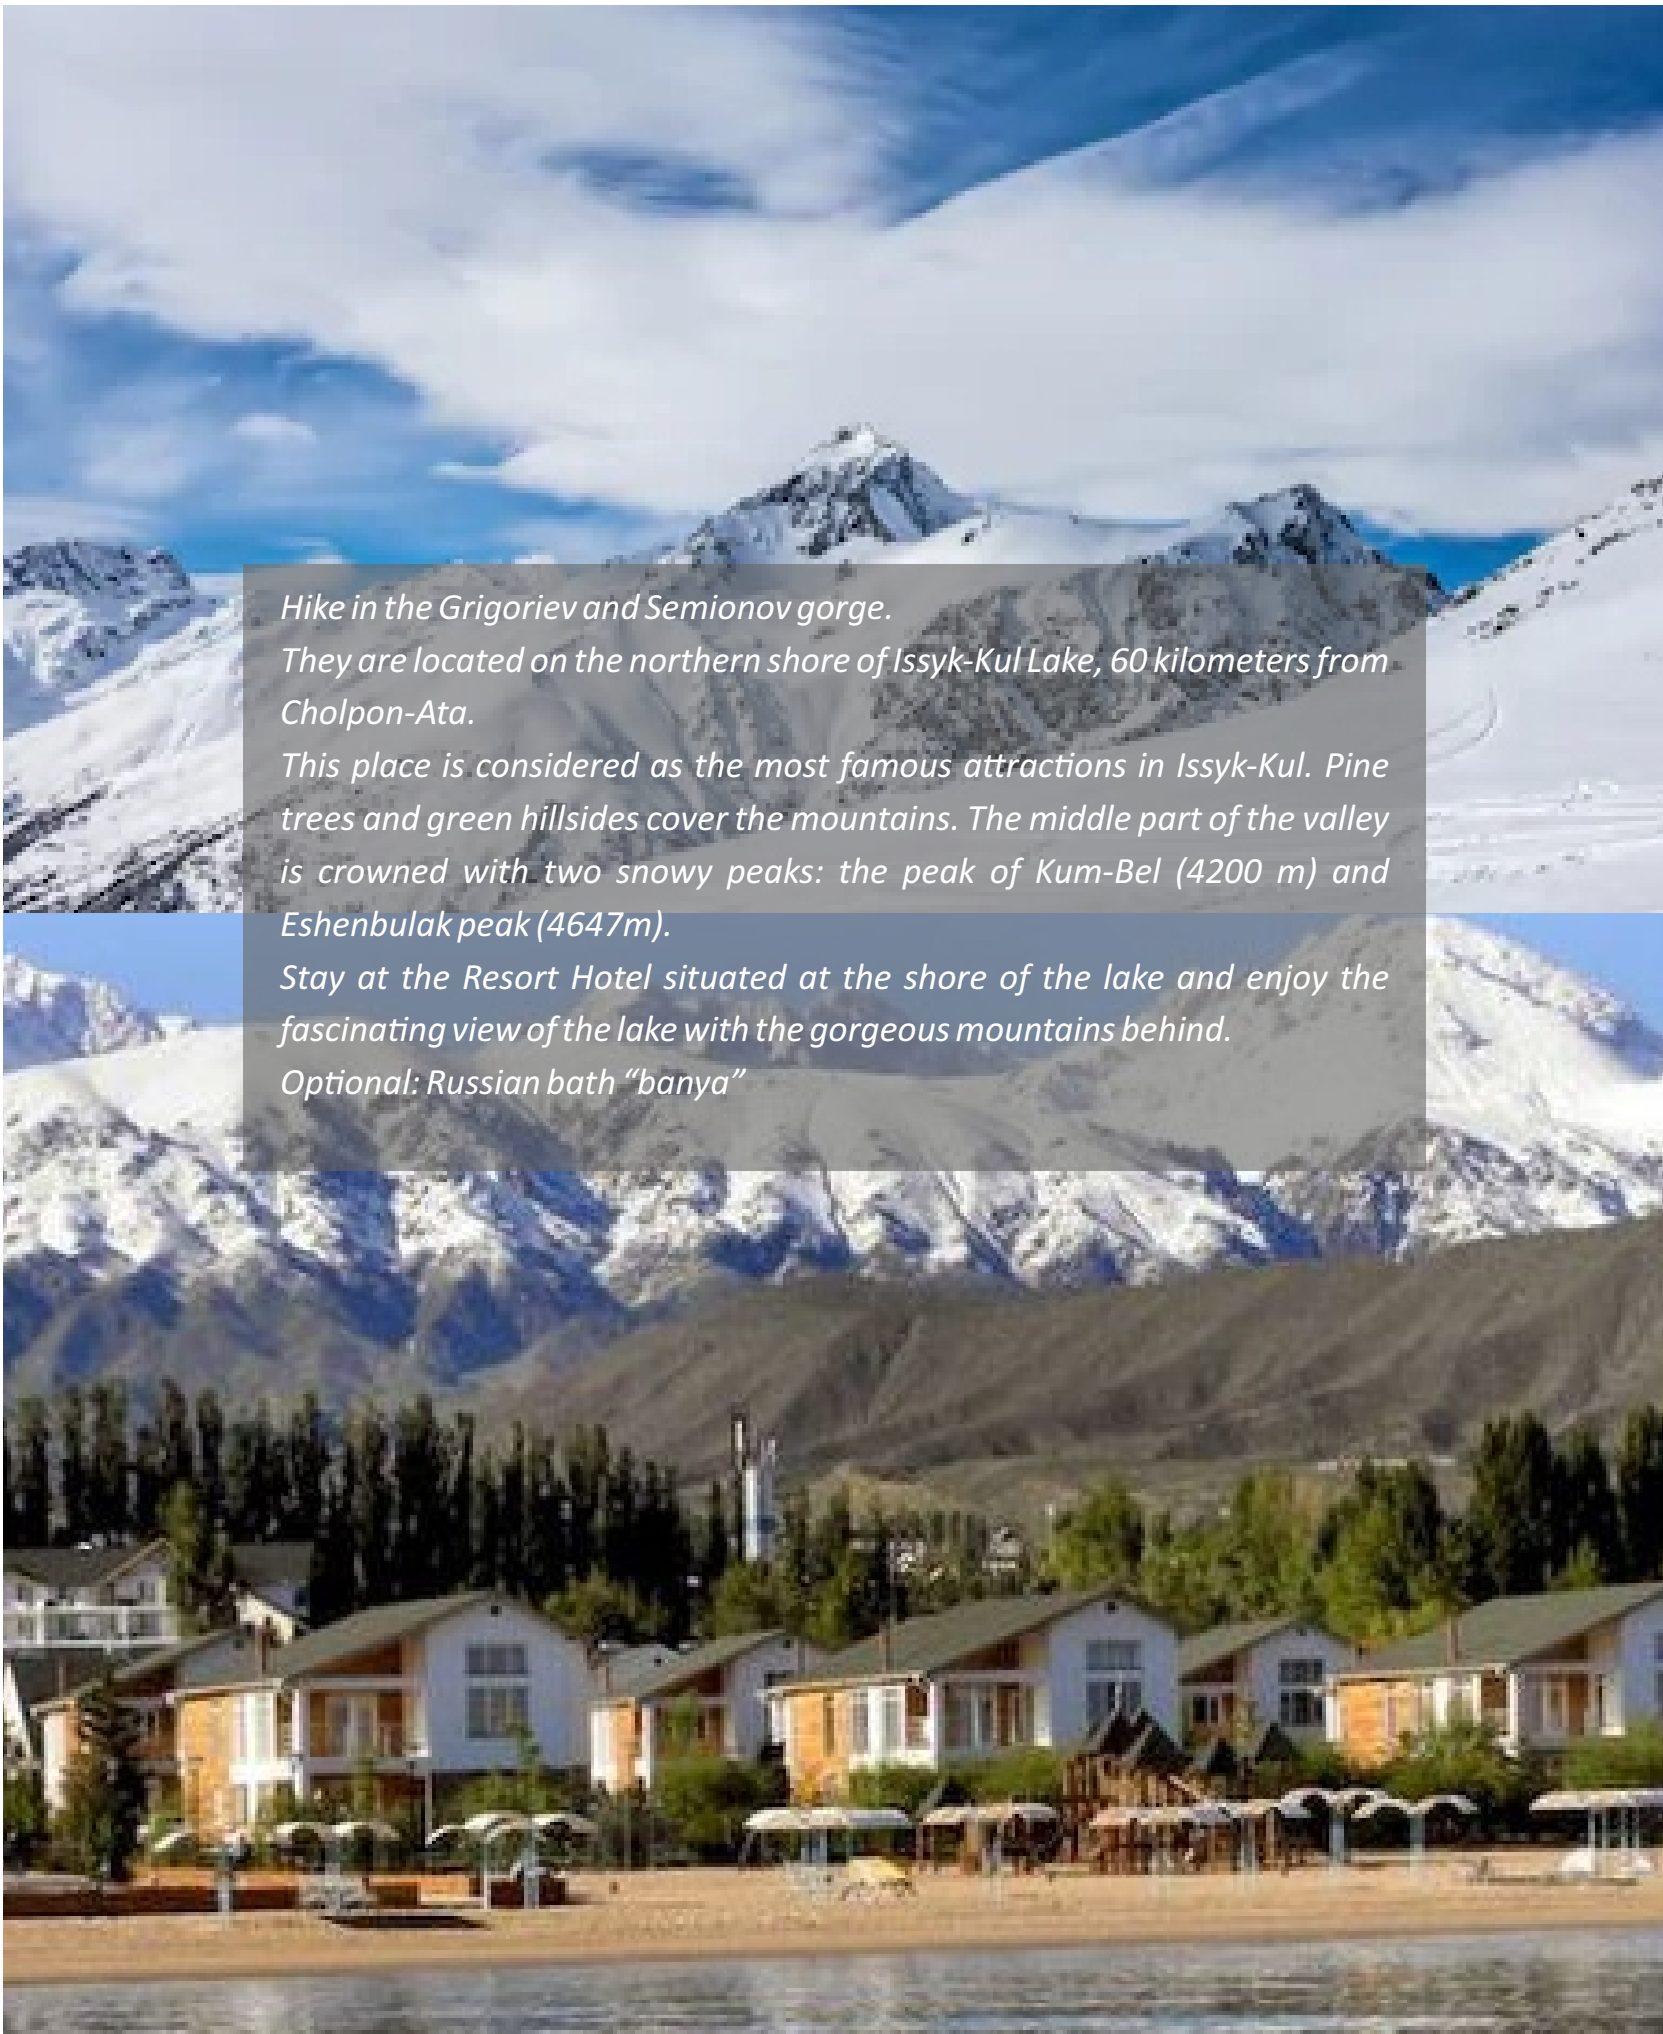 Hike in the Grigoriev and Semionov gorge.
They are located on the northern shore of Issyk-Kul Lake, 60 kilometers from
Cholpon-Ata.
This place is considered as the most famous attractions in Issyk-Kul. Pine
trees and green hillsides cover the mountains. The middle part of the valley
is crowned with two snowy peaks: the peak of Kum-Bel (4200 m) and
Eshenbulak peak (4647m).
Stay at the Resort Hotel situated at the shore of the lake and enjoy the
fascinating view of the lake with the gorgeous mountains behind.
Optional: Russian bath “banya”